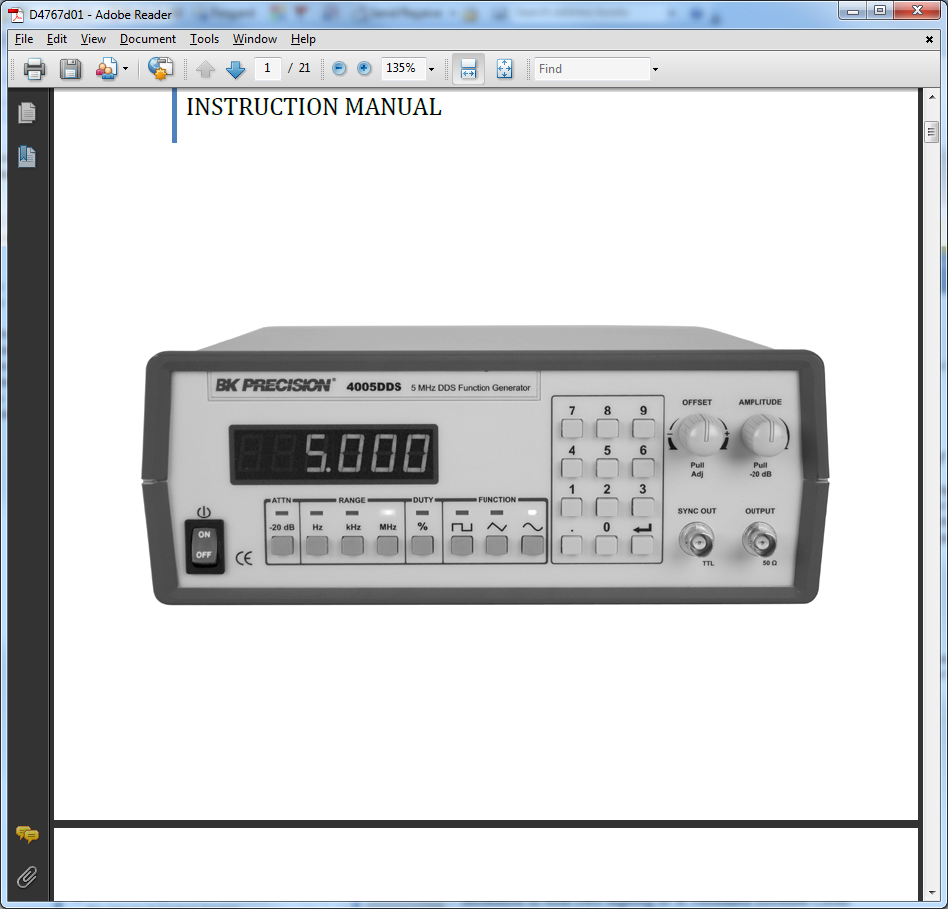 D4767d01 - Adobe Reader
File Edit View Document Tools Window Help
1 / 21 135% Find
INSTRUCTION MANUAL
BK PRECISION® 4005DDS 5 MHz DDS Function Generator
5.000
ATTN RANGE DUTY FUNCTION
-20 dB Hz kHz MHz %
ON
OFF
CE
7 8 9
4 5 6
1 2 3
. 0
OFFSET AMPLITUDE
- +
Pull Adj Pull -20 dB
SYNC OUT OUTPUT
TTL 50 Ω